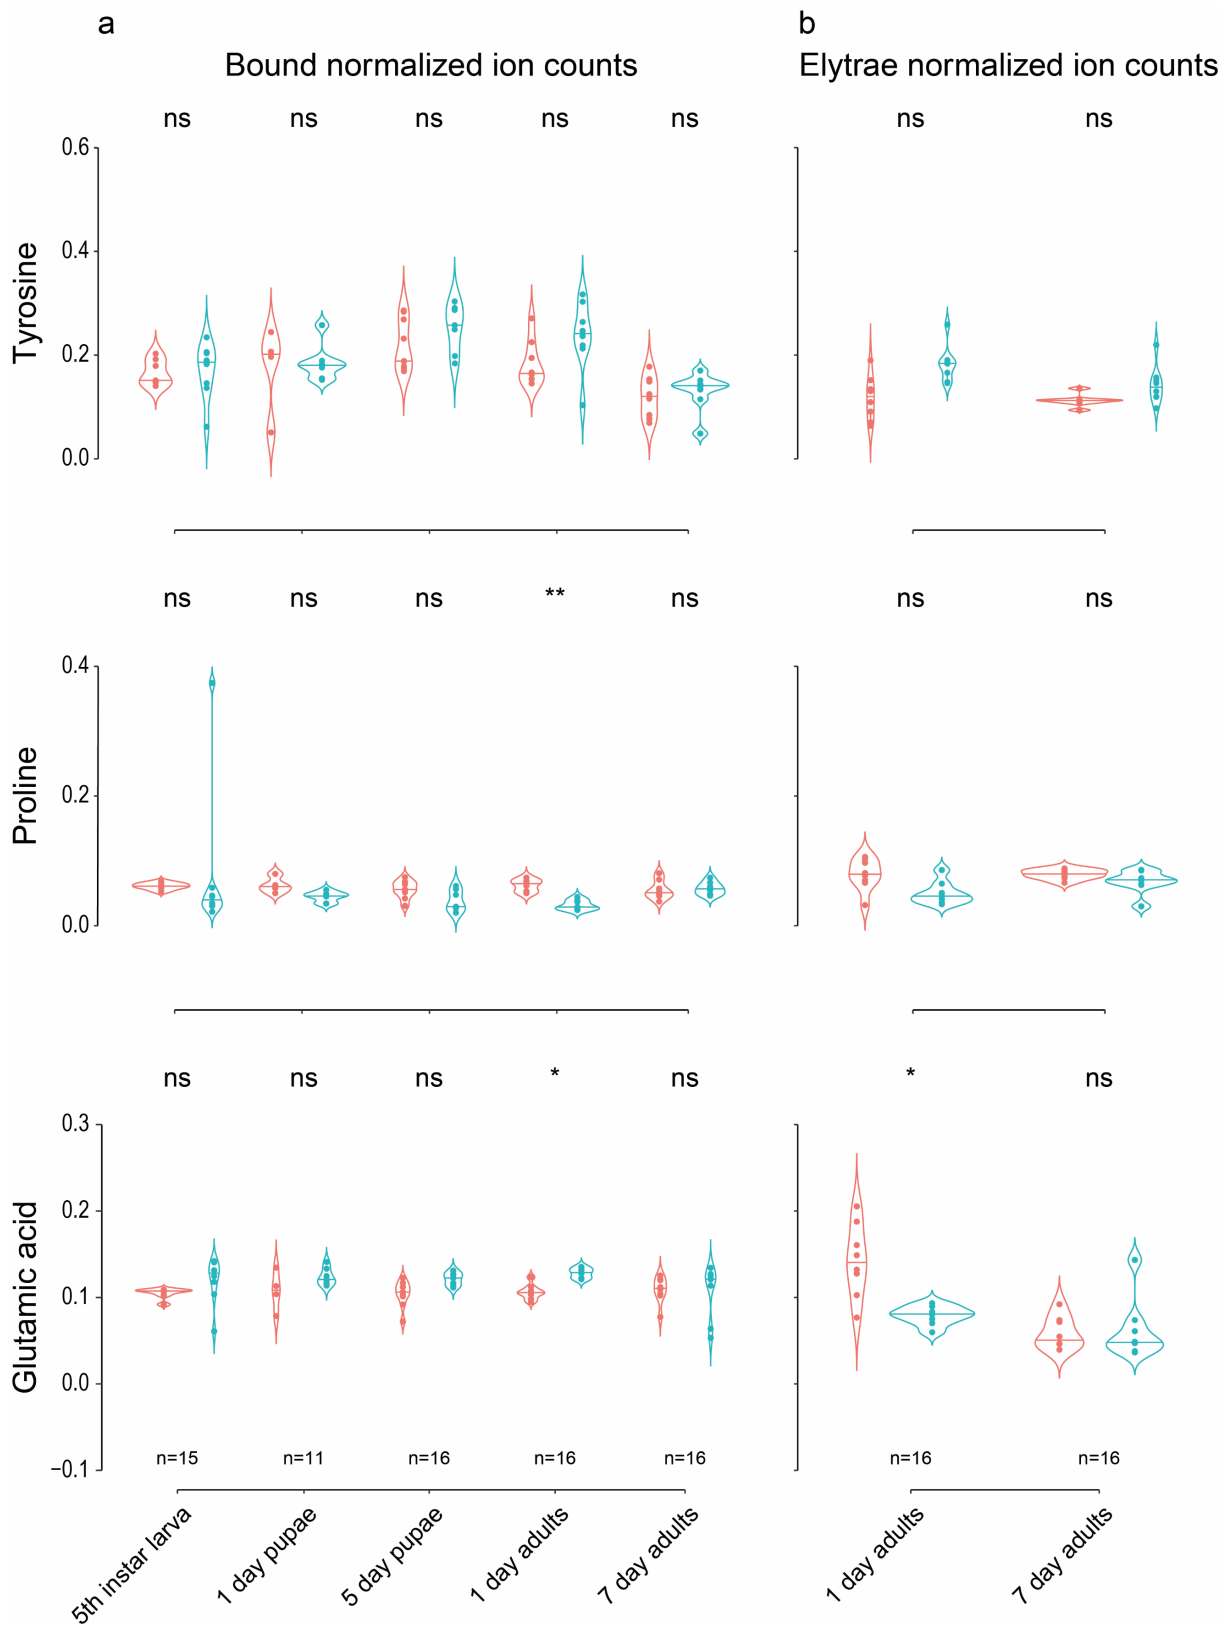 a
b
Bound normalized ion counts
Elytrae normalized ion counts
ns ns ns ns ns
ns ns
Tyrosine
0.6
0.4
0.2
0.0
ns ns ns ** ns
ns ns
Proline
0.4
0.2
0.0
ns ns ns * ns
* ns
Glutamic acid
0.3
0.2
0.1
0.0
−0.1
n=15 n=11 n=16 n=16 n=16
n=16 n=16
5th instar larva
1 day pupae
5 day pupae
1 day adults
7 day adults
1 day adults
7 day adults